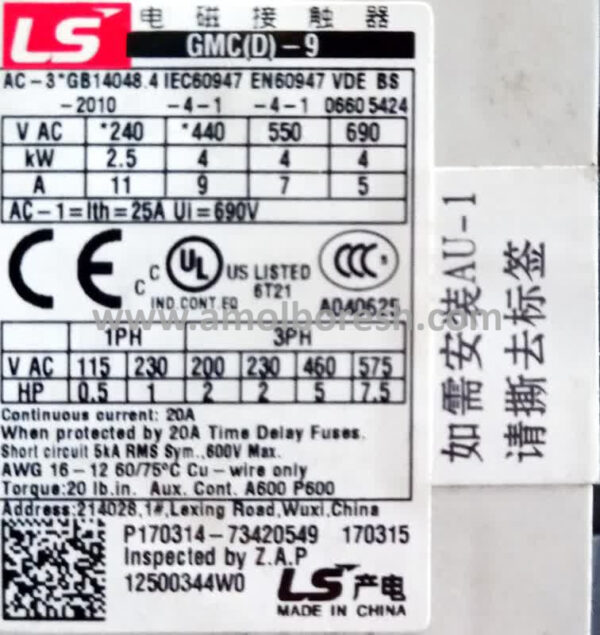 LS 电磁接触器
GMC(D)-9
AC-3*GB14048.4 IEC60947 EN60947 VDE BS
-2010 -4-1 -4-1 0660 5424
V AC *240 *440 550 690
kW 2.5 4 4 4
A 11 9 7 5
AC-1=Ith=25A Ui=690V
CE C UL US LISTED CCC S
C 6T21
IND.CONT.EQ A040625
www.amolboresh.com
1PH 3PH
V AC 115 230 200 230 460 575
HP 0.5 1 2 2 5 7.5
Continuous current: 20A
When protected by 20A Time Delay Fuses.
Short circuit 5kA RMS Sym.,600V Max.
AWG 16-12 60/75°C Cu-wire only
Torque:20 lb.in. Aux. Cont. A600 P600
Address:214028,1#,Lexing Road,Wuxi,China
P170314-73420549 170315
Inspected by Z.A.P
12500344W0 LS产电
MADE IN CHINA
如需安装AU-1
请撕去标签